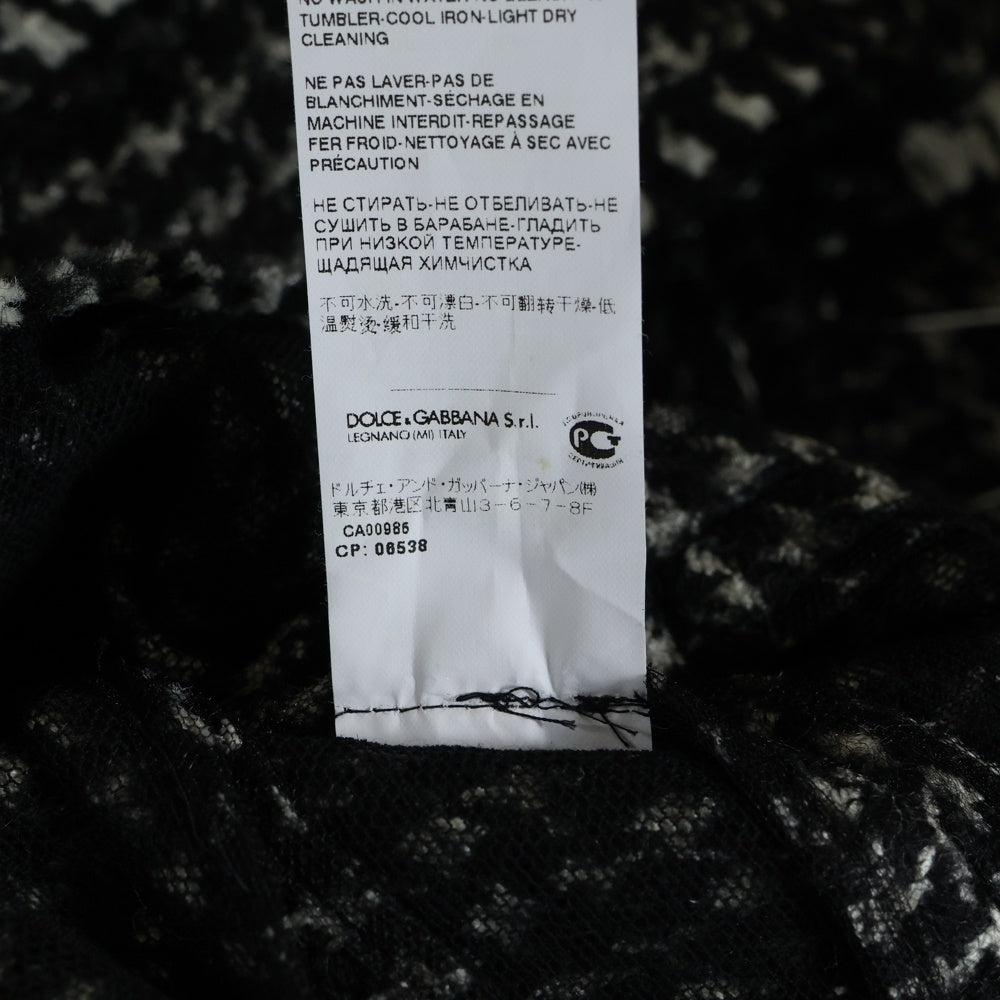 TUMBLER-COOL IRON-LIGHT DRY
CLEANING
NE PAS LAVER-PAS DE
BLANCHIMENT-SÉCHAGE EN
MACHINE INTERDIT-REPASSAGE
FER FROID-NETTOYAGE À SEC AVEC
PRÉCAUTION
НЕ СТИРАТЬ-НЕ ОТБЕЛИВАТЬ-НЕ
СУШИТЬ В БАРАБАНЕ-ГЛАДИТЬ
ПРИ НИЗКОЙ ТЕМПЕРАТУРЕ-
ЩАДЯЩАЯ ХИМЧИСТКА
不可水洗-不可漂白-不可翻转干燥-低
温熨烫-缓和干洗
DOLCE & GABBANA S.r.l.
LEGNANO (MI) ITALY
РСТ
ドルチェ・アンド・ガッバーナ・ジャパン㈱
東京都港区北青山3-6-7-8F
CA00986
CP: 06538